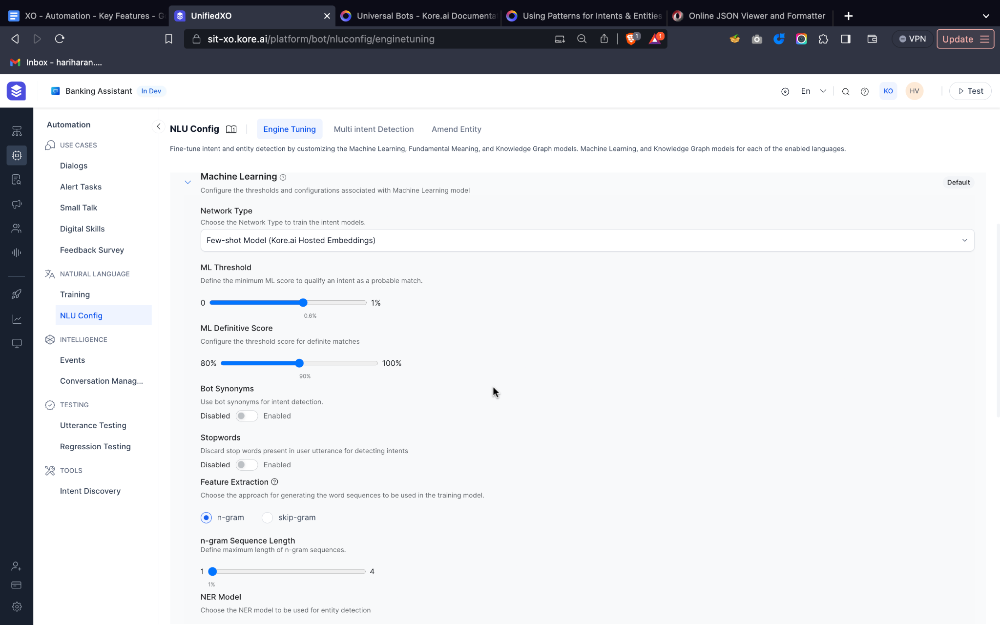 XO - Automation - Key Features - G
UnifiedXO
Universal Bots - Kore.ai Documenta
Using Patterns for Intents & Entities
Online JSON Viewer and Formatter
sit-xo.kore.ai/platform/bot/nluconfig/enginetuning
1
1
VPN
Update
Inbox - hariharan....
Banking Assistant
In Dev
En
KO
HV
Test
Automation
USE CASES
Dialogs
Alert Tasks
Small Talk
Digital Skills
Feedback Survey
NATURAL LANGUAGE
Training
NLU Config
INTELLIGENCE
Events
Conversation Manag...
TESTING
Utterance Testing
Regression Testing
TOOLS
Intent Discovery
NLU Config
Engine Tuning
Multi intent Detection
Amend Entity
Fine-tune intent and entity detection by customizing the Machine Learning, Fundamental Meaning, and Knowledge Graph models. Machine Learning, and Knowledge Graph models for each of the enabled languages.
Machine Learning
Default
Configure the thresholds and configurations associated with Machine Learning model
Network Type
Choose the Network Type to train the intent models.
Few-shot Model (Kore.ai Hosted Embeddings)
ML Threshold
Define the minimum ML score to qualify an intent as a probable match.
0 1%
0.6%
ML Definitive Score
Configure the threshold score for definite matches
80% 100%
90%
Bot Synonyms
Use bot synonyms for intent detection.
Disabled Enabled
Stopwords
Discard stop words present in user utterance for detecting intents
Disabled Enabled
Feature Extraction
Choose the approach for generating the word sequences to be used in the training model.
n-gram skip-gram
n-gram Sequence Length
Define maximum length of n-gram sequences.
1 4
1%
NER Model
Choose the NER model to be used for entity detection